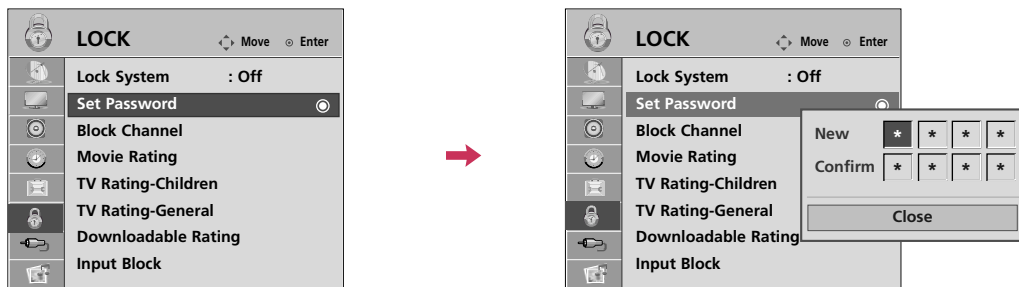 LOCK Move Enter
Lock System : Off
Set Password
Block Channel
Movie Rating
TV Rating-Children
TV Rating-General
Downloadable Rating
Input Block
LOCK Move Enter
Lock System : Off
Set Password
Block Channel
Movie Rating
TV Rating-Children
TV Rating-General
Downloadable Rating
Input Block
New * * * *
Confirm * * * *
Close